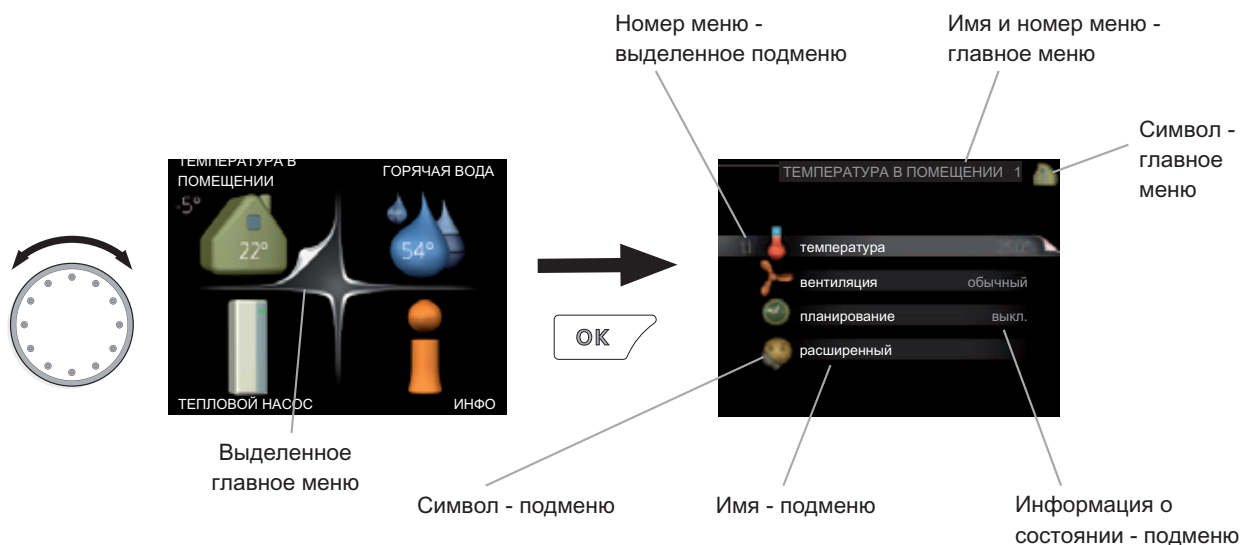 Номер меню -
выделенное подменю
Имя и номер меню -
главное меню
Символ -
главное
меню
ТЕМПЕРАТУРА В
ПОМЕЩЕНИИ
ГОРЯЧАЯ ВОДА
-5°
22°
54°
ТЕПЛОВОЙ НАСОС
ИНФО
OK
ТЕМПЕРАТУРА В ПОМЕЩЕНИИ 1
температура
вентиляция обычный
планирование выкл.
расширенный
Выделенное
главное меню
Символ - подменю
Имя - подменю
Информация о
состоянии - подменю